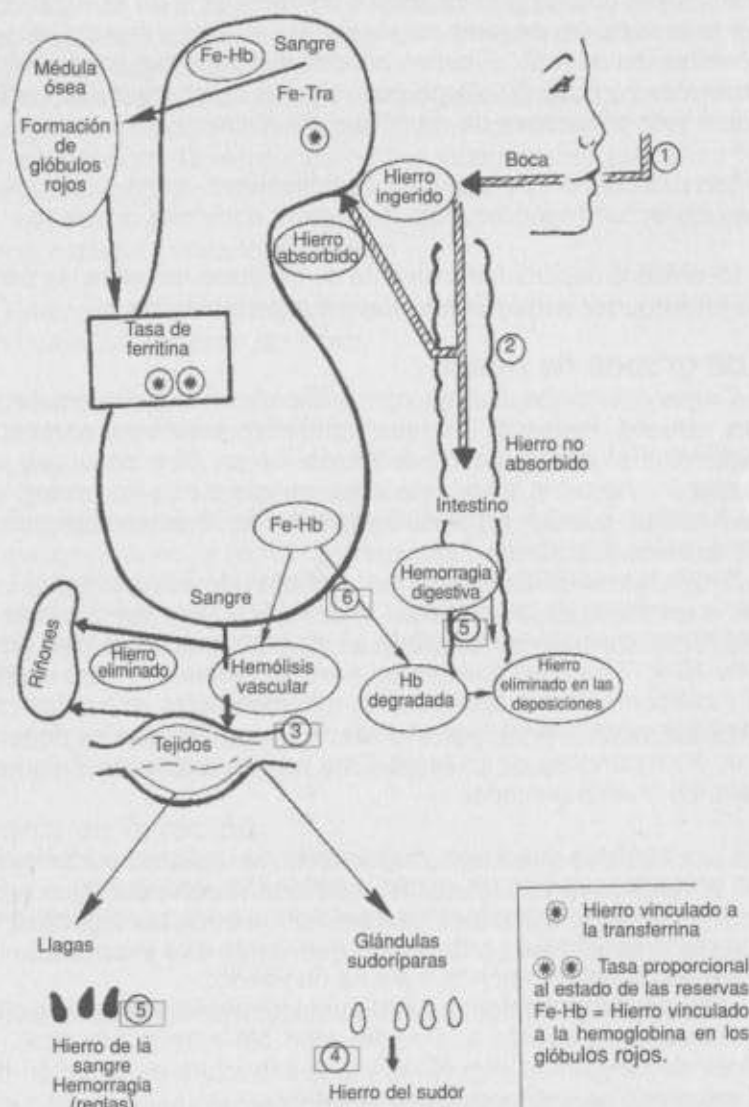 Fe-Hb
Sangre
Fe-Tra
Médula
ósea
Formación
de
glóbulos
rojos
Boca
1
Hierro
ingerido
Hierro
absorbido
Tasa de
ferritina
2
Hierro no
absorbido
Intestino
Fe-Hb
Sangre
6
Hemorragia
digestiva
5
Riñones
Hierro
eliminado
Hemólisis
vascular
Hb
degradada
Hierro
eliminado en las
deposiciones
3
Tejidos
Llagas
5
Hierro de la
sangre
Hemorragia
(reglas)
Glándulas
sudoríparas
4
Hierro del sudor
Hierro vinculado a
la transferrina
Tasa proporcional
al estado de las reservas
Fe-Hb = Hierro vinculado
a la hemoglobina en los
glóbulos rojos.